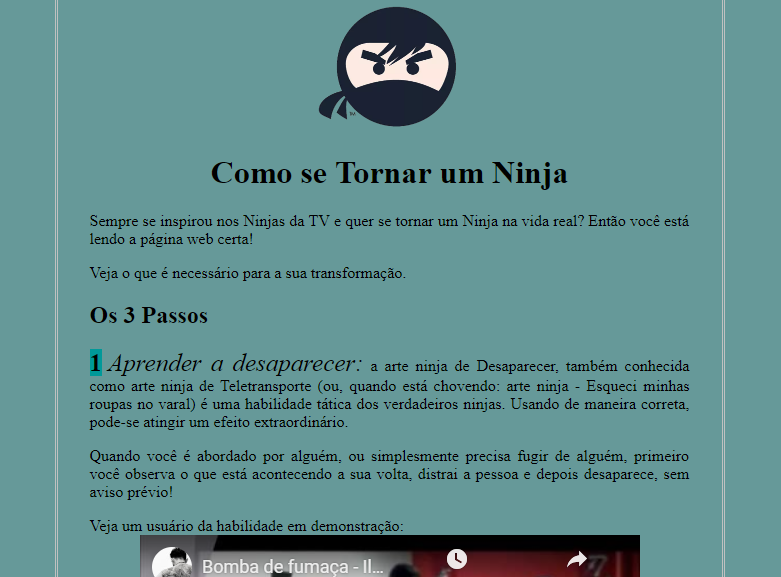 Como se Tornar um Ninja
Sempre se inspirou nos Ninjas da TV e quer se tornar um Ninja na vida real? Então você está
lendo a página web certa!
Veja o que é necessário para a sua transformação.
Os 3 Passos
1 Aprender a desaparecer: a arte ninja de Desaparecer, também conhecida
como arte ninja de Teletransporte (ou, quando está chovendo: arte ninja - Esqueci minhas
roupas no varal) é uma habilidade tática dos verdadeiros ninjas. Usando de maneira correta,
pode-se atingir um efeito extraordinário.
Quando você é abordado por alguém, ou simplesmente precisa fugir de alguém, primeiro
você observa o que está acontecendo a sua volta, distrai a pessoa e depois desaparece, sem
aviso prévio!
Veja um usuário da habilidade em demonstração:
Bomba de fumaça - Il...